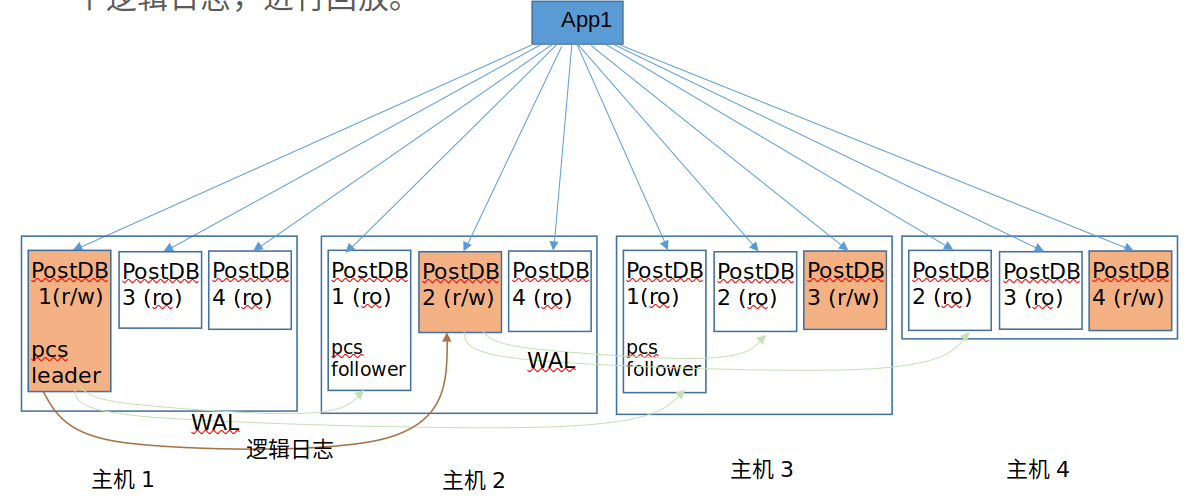 个逻辑日志，进行回放。
App1
PostDB
1(r/w)
pcs
leader
PostDB
3 (ro)
PostDB
4 (ro)
PostDB
1 (ro)
pcs
follower
PostDB
2 (r/w)
PostDB
4 (ro)
PostDB
1(ro)
pcs
follower
PostDB
2 (ro)
PostDB
3 (r/w)
PostDB
2 (ro)
PostDB
3 (ro)
PostDB
4 (r/w)
WAL
WAL
逻辑日志
主机 1
主机 2
主机 3
主机 4